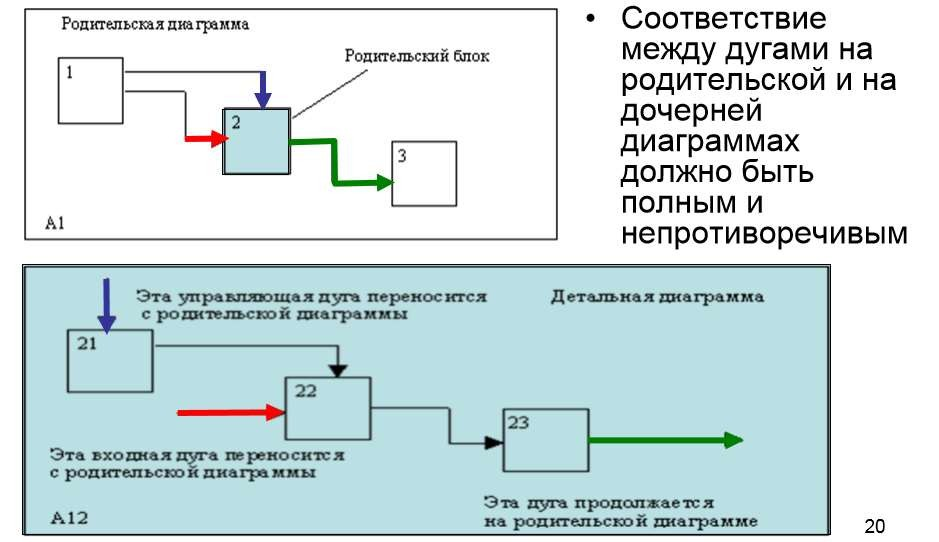 Родительская диаграмма
1
Родительский блок
2
3
А1
• Соответствие
между дугами на
родительской и на
дочерней
диаграммах
должно быть
полным и
непротиворечивым
Эта управляющая дуга переносится
с родительской диаграммы
Детальная диаграмма
21
22
23
Эта входная дуга переносится
с родительской диаграммы
Эта дуга продолжается
на родительской диаграмме
А12
20